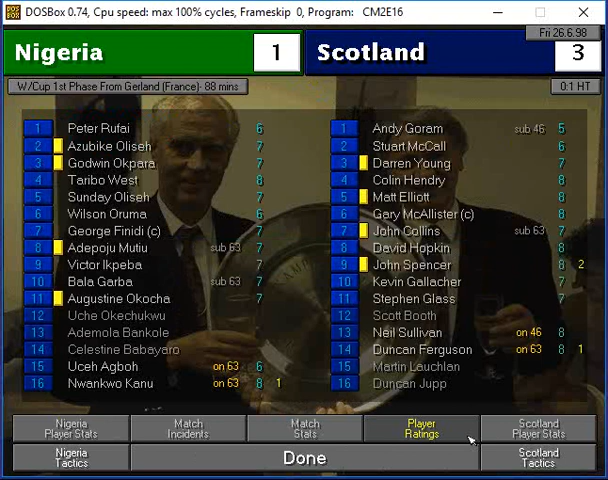 DOSBox 0.74, Cpu speed: max 100% cycles, Frameskip 0, Program: CM2E16
Fri 26.6.98
Nigeria 1 Scotland 3
W/Cup 1st Phase From Gerland (France)- 88 mins 0:1 HT
1 Peter Rufai 6
2 Azubike Oliseh 7
3 Godwin Okpara 7
4 Taribo West 8
5 Sunday Oliseh 7
6 Wilson Oruma 6
7 George Finidi (c) 7
8 Adepoju Mutiu sub 63 7
9 Victor Ikpeba 7
10 Bala Garba sub 63 7
11 Augustine Okocha 7
12 Uche Okechukwu
13 Ademola Bankole
14 Celestine Babayaro
15 Uceh Agboh on 63 6
16 Nwankwo Kanu on 63 8 1
1 Andy Goram sub 46 5
2 Stuart McCall 6
3 Darren Young 7
4 Colin Hendry 8
5 Matt Elliott 8
6 Gary McAllister (c) 8
7 John Collins sub 63 7
8 David Hopkin 8
9 John Spencer 8 2
10 Kevin Gallacher 7
11 Stephen Glass 7
12 Scott Booth
13 Neil Sullivan on 46 8
14 Duncan Ferguson on 63 8 1
15 Martin Lauchlan
16 Duncan Jupp
Nigeria
Player Stats
Match
Incidents
Match
Stats
Player
Ratings
Scotland
Player Stats
Nigeria
Tactics
Done
Scotland
Tactics